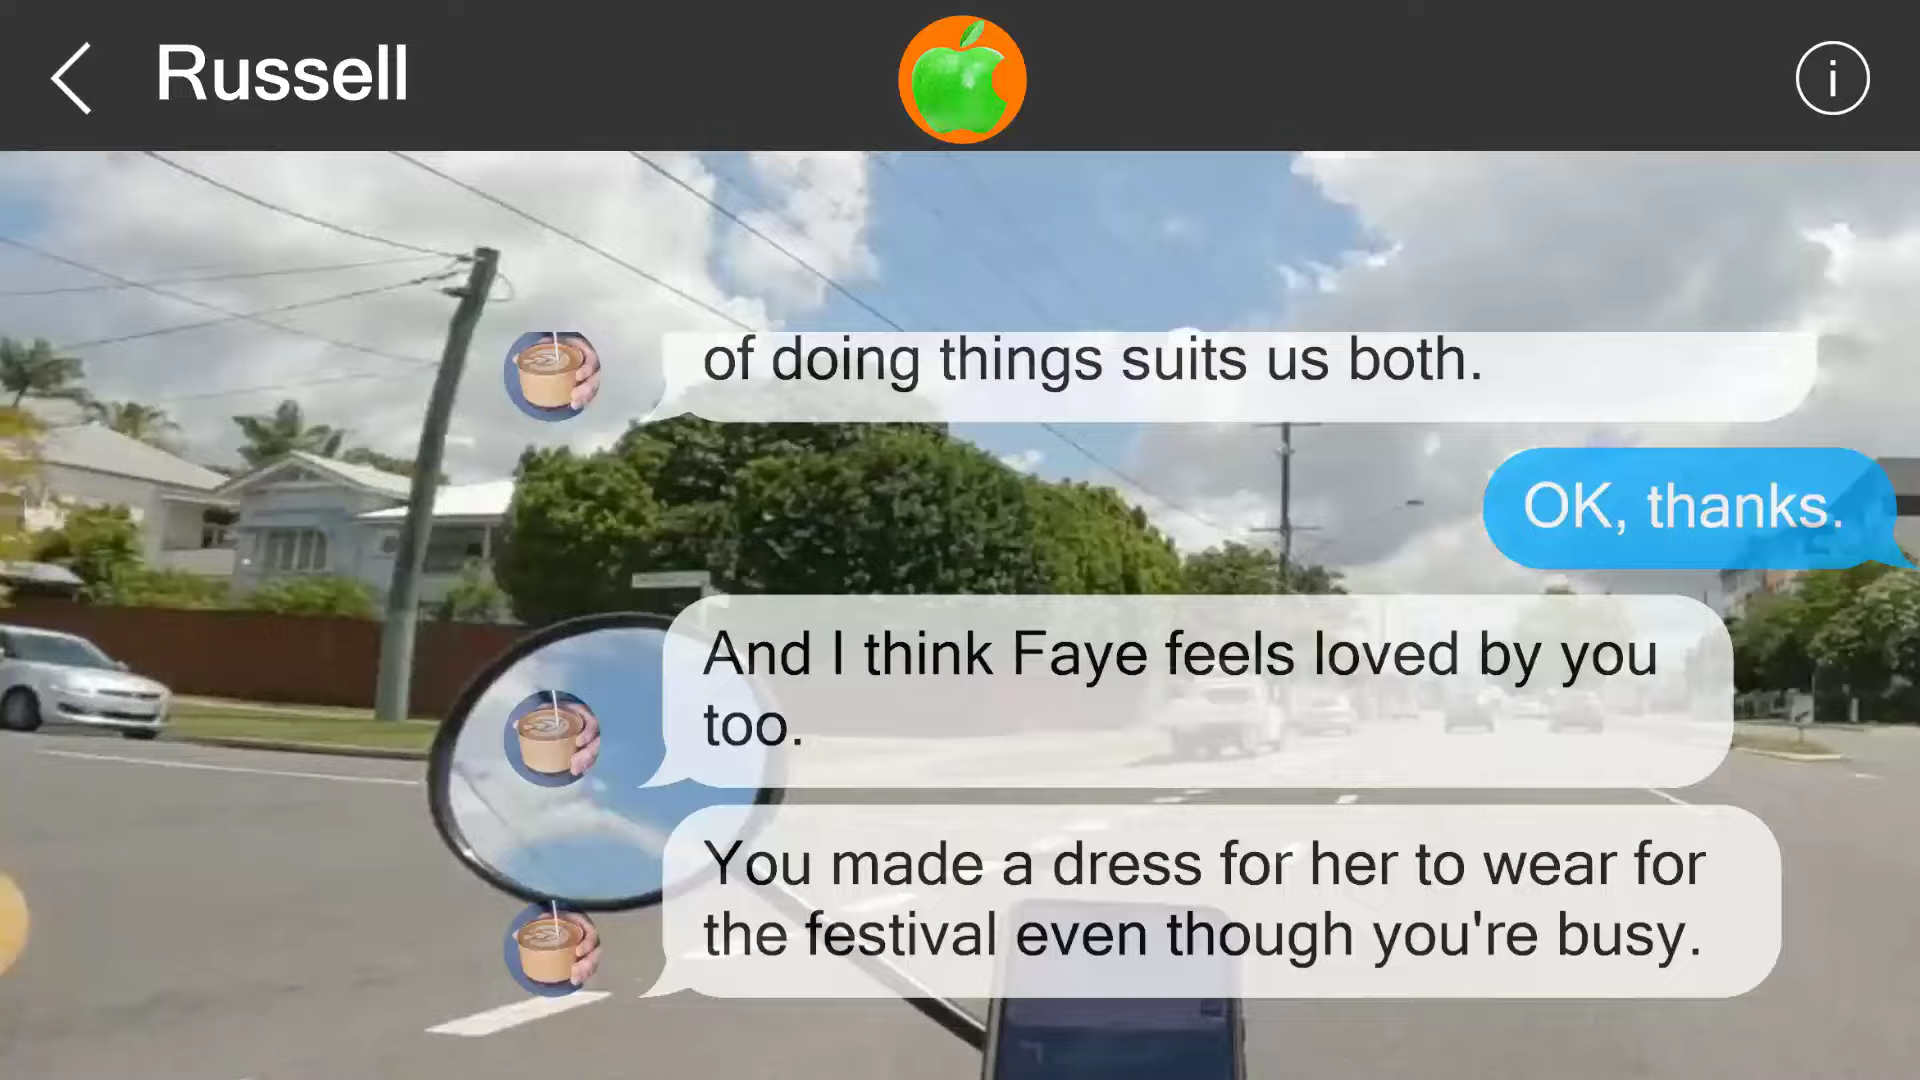 Russell
of doing things suits us both.
OK, thanks.
And I think Faye feels loved by you
too.
You made a dress for her to wear for
the festival even though you're busy.